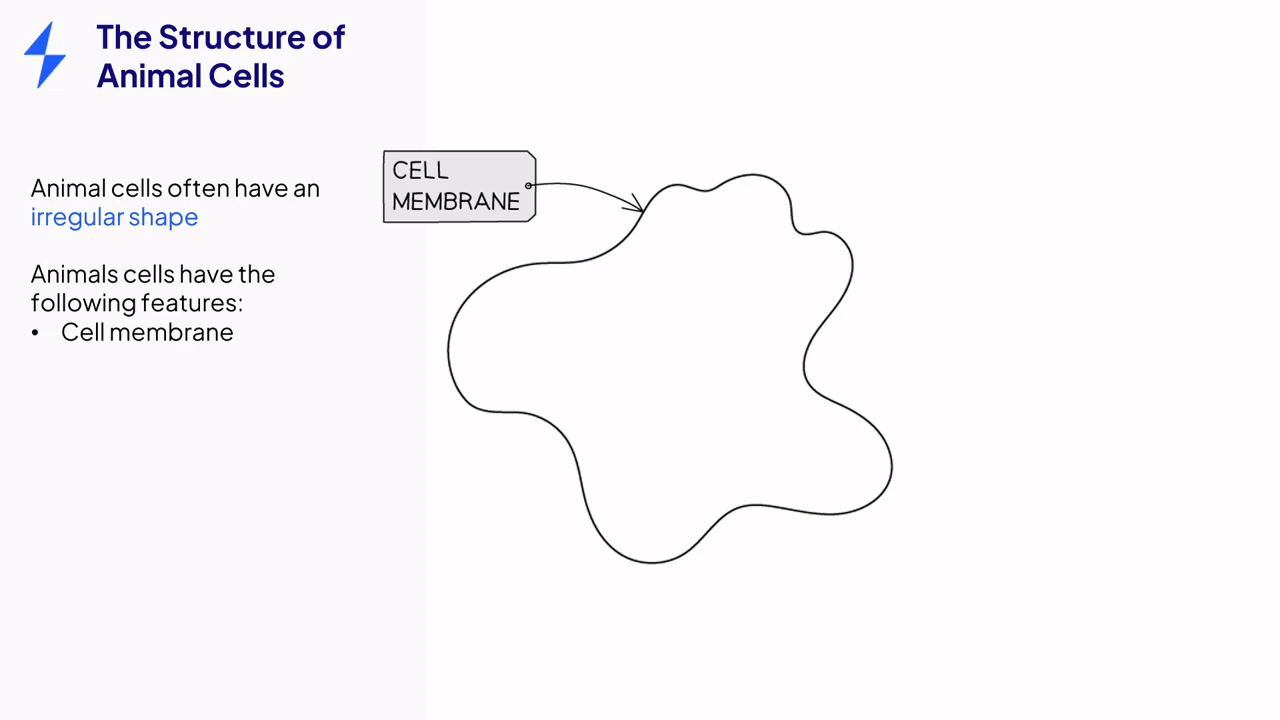 The Structure of
Animal Cells
Animal cells often have an
irregular shape
Animals cells have the
following features:
• Cell membrane
CELL
MEMBRANE